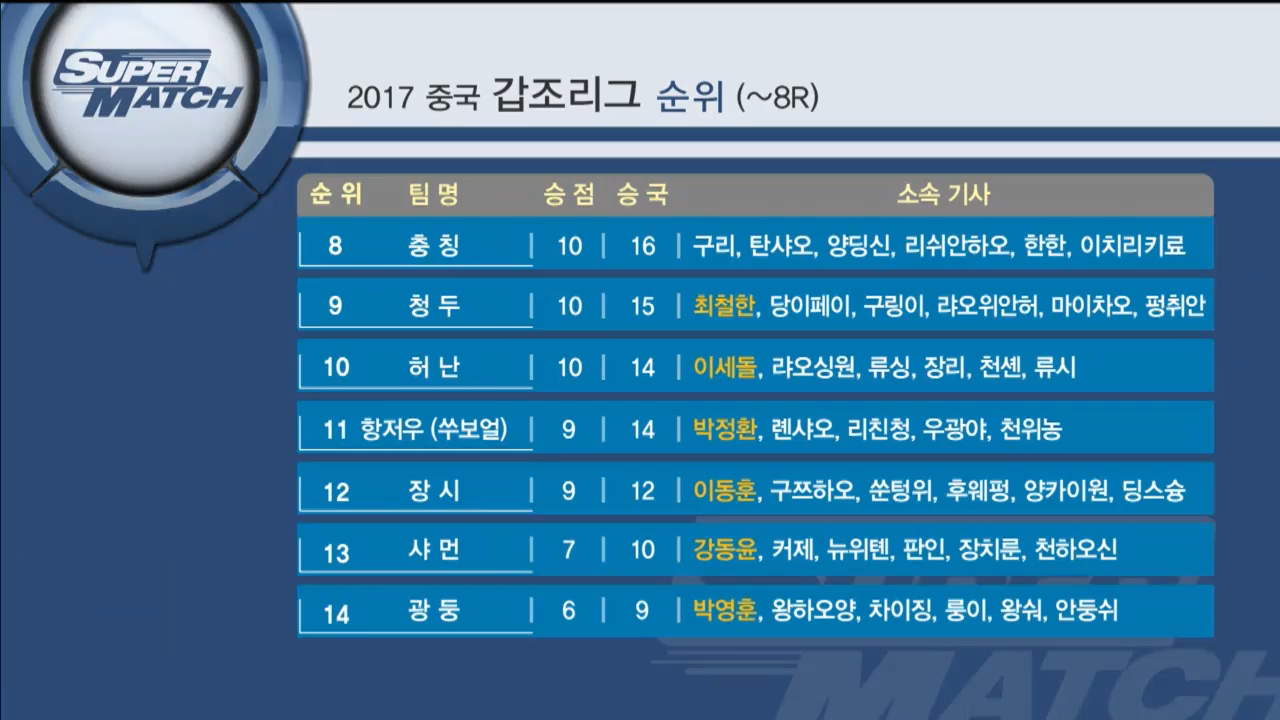 SUPER
MATCH
2017 중국 갑조리그 순위 (~8R)
순 위 팀 명 승 점 승 국 소속 기사
8 충 칭 10 16 구리, 탄샤오, 양딩신, 리쉬안하오, 한한, 이치리키료
9 청 두 10 15 최철한, 당이페이, 구링이, 랴오위안허, 마이차오, 펑취안
10 허 난 10 14 이세돌, 랴오싱원, 류싱, 장리, 천셴, 류시
11 항저우 (쑤보얼) 9 14 박정환, 롄샤오, 리친청, 우광야, 천위농
12 장 시 9 12 이동훈, 구쯔하오, 쑨텅위, 후웨펑, 양카이원, 딩스슝
13 샤 먼 7 10 강동윤, 커제, 뉴위톈, 판인, 장치룬, 천하오신
14 광 둥 6 9 박영훈, 왕하오양, 차이징, 룽이, 왕숴, 안둥쉬
MATCH